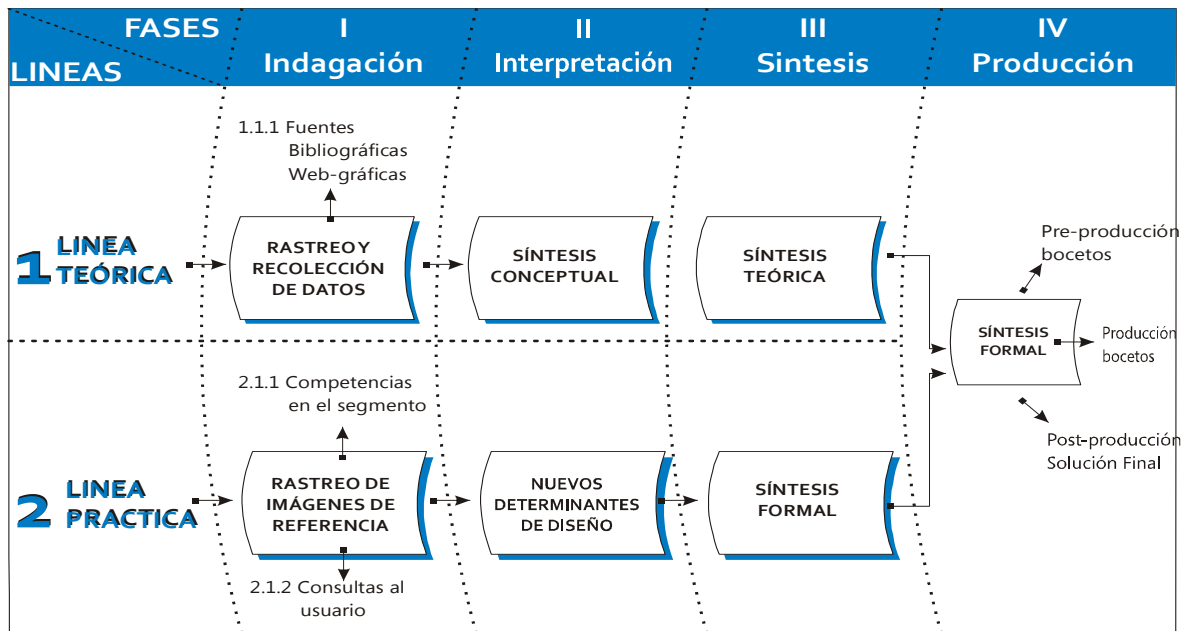 FASES
LINEAS
I
Indagación
II
Interpretación
III
Sintesis
IV
Producción
1.1.1 Fuentes
Bibliográficas
Web-gráficas
1 LINEA
TEÓRICA
RASTREO Y
RECOLECCIÓN
DE DATOS
SÍNTESIS
CONCEPTUAL
SÍNTESIS
TEÓRICA
Pre-producción
bocetos
SÍNTESIS
FORMAL
Producción
bocetos
Post-producción
Solución Final
2.1.1 Competencias
en el segmento
2 LINEA
PRACTICA
RASTREO DE
IMÁGENES DE
REFERENCIA
NUEVOS
DETERMINANTES
DE DISEÑO
SÍNTESIS
FORMAL
2.1.2 Consultas al
usuario